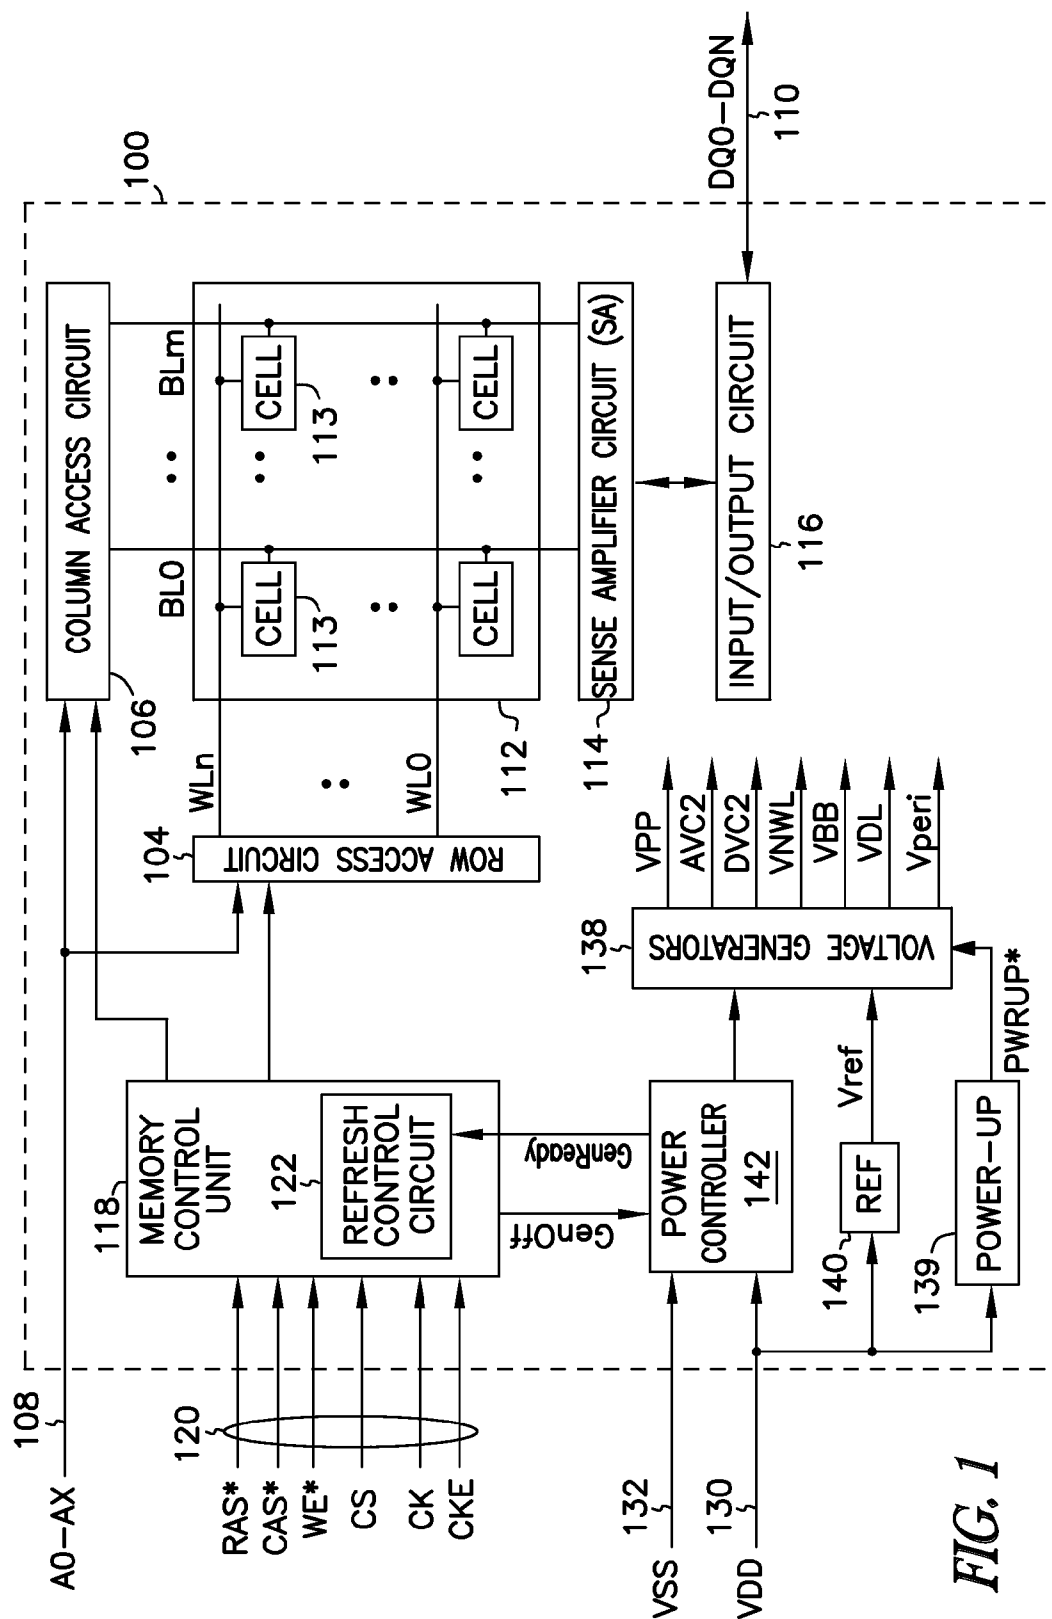 100
A0-AX
108
COLUMN ACCESS CIRCUIT
106
BL0
BLm
104
ROW ACCESS CIRCUIT
WLn
WL0
CELL
113
CELL
113
CELL
CELL
112
SENSE AMPLIFIER CIRCUIT (SA)
114
INPUT/OUTPUT CIRCUIT
116
DQ0-DQN
110
118
MEMORY
CONTROL
UNIT
122
REFRESH
CONTROL
CIRCUIT
120
RAS*
CAS*
WE*
CS
CK
CKE
GenOff
GenReady
POWER
CONTROLLER
142
VSS
132
VDD
130
138
VOLTAGE GENERATORS
VPP
AVC2
DVC2
VNWL
VBB
VDL
Vperi
Vref
REF
140
139
POWER-UP
PWRUP*
FIG. 1